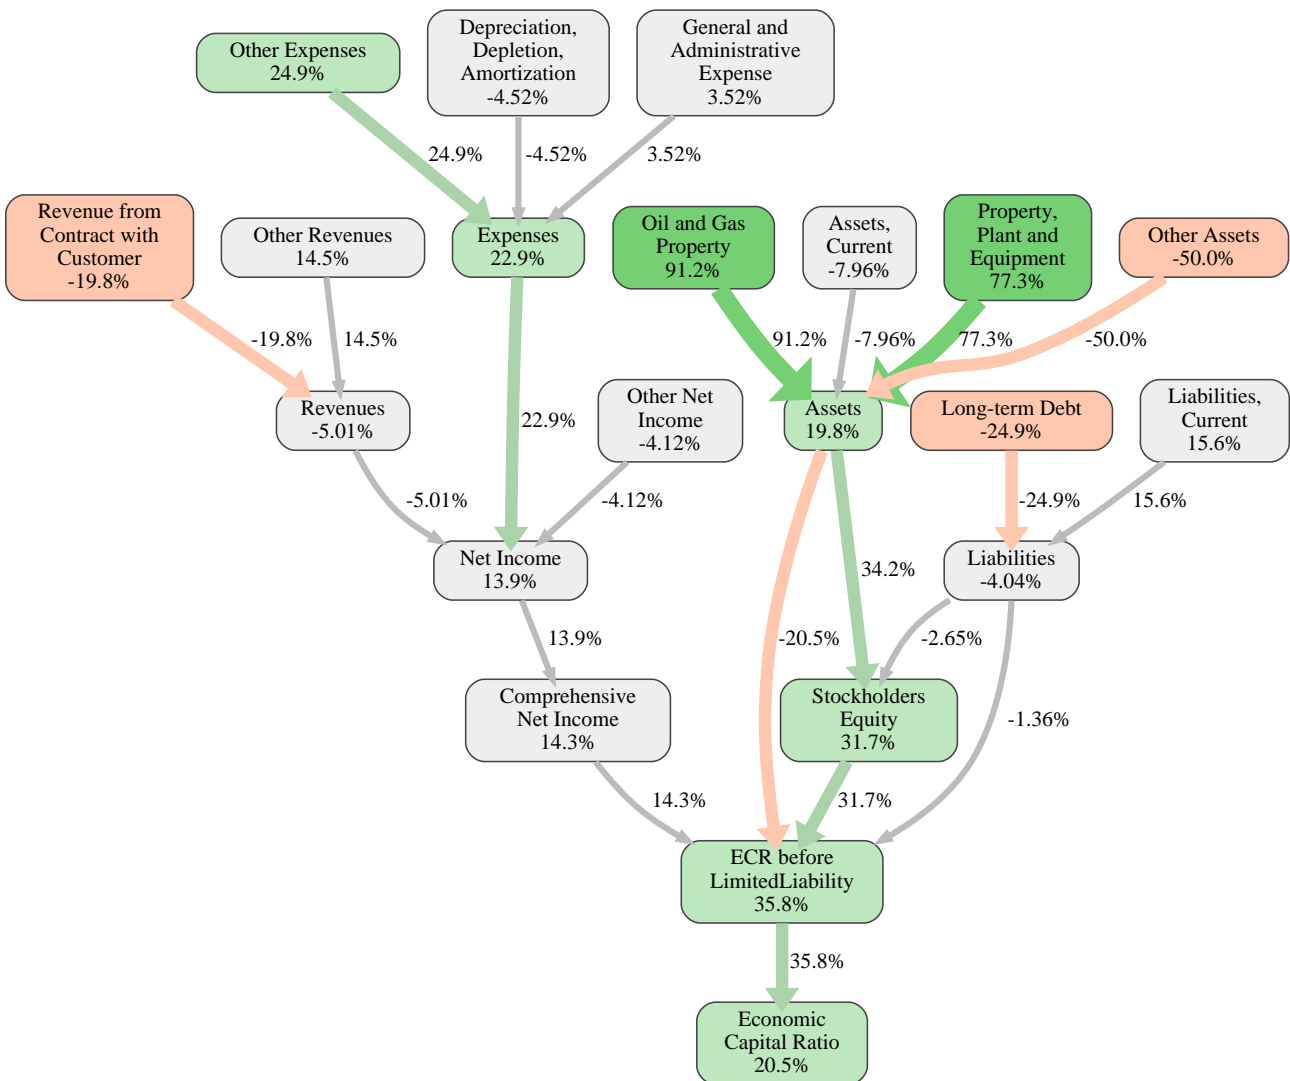 Other Expenses
24.9%
Depreciation,
Depletion,
Amortization
-4.52%
General and
Administrative
Expense
3.52%
24.9%
-4.52%
3.52%
Revenue from
Contract with
Customer
-19.8%
Other Revenues
14.5%
Expenses
22.9%
Oil and Gas
Property
91.2%
Assets,
Current
-7.96%
Property,
Plant and
Equipment
77.3%
Other Assets
-50.0%
-19.8%
14.5%
91.2%
-7.96%
77.3%
-50.0%
Revenues
-5.01%
22.9%
Other Net
Income
-4.12%
Assets
19.8%
Long-term Debt
-24.9%
Liabilities,
Current
15.6%
-5.01%
-4.12%
-24.9%
15.6%
Net Income
13.9%
34.2%
Liabilities
-4.04%
13.9%
-20.5%
-2.65%
Comprehensive
Net Income
14.3%
Stockholders
Equity
31.7%
-1.36%
14.3%
31.7%
ECR before
LimitedLiability
35.8%
35.8%
Economic
Capital Ratio
20.5%